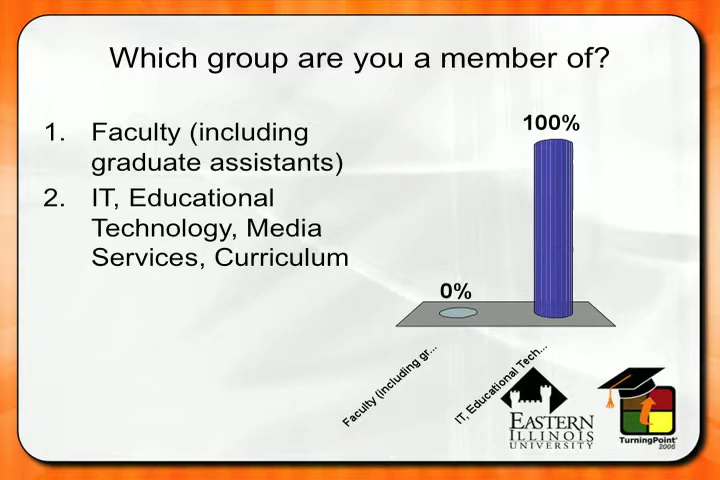 Which group are you a member of?
1. Faculty (including
graduate assistants)
2. IT, Educational
Technology, Media
Services, Curriculum
100%
0%
Faculty (including gr...
IT, Educational Tech...
EASTERN
ILLINOIS
UNIVERSITY
TurningPoint
2006